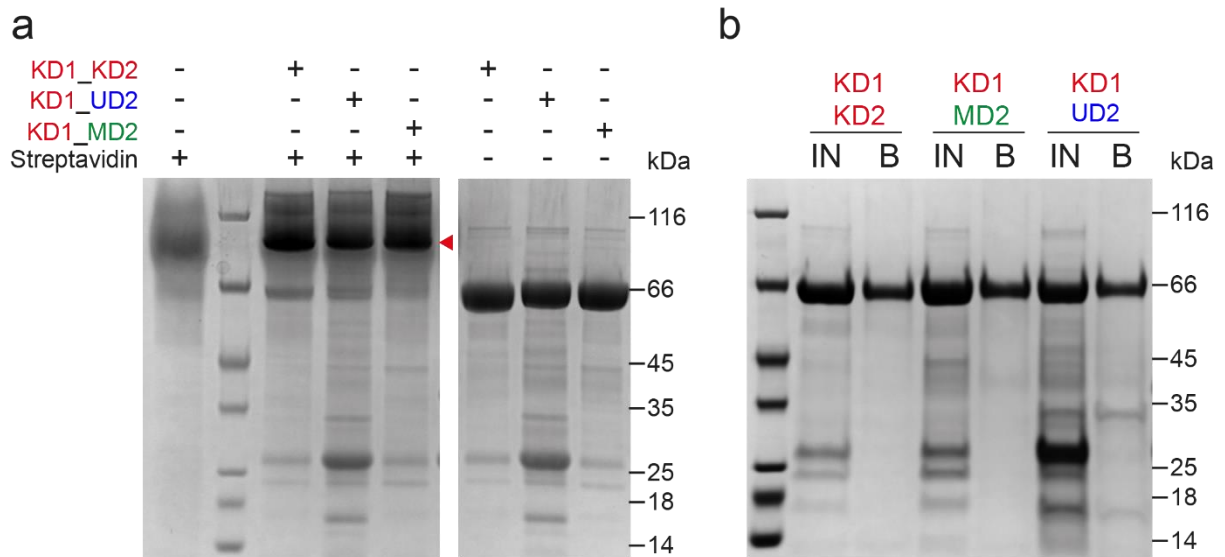 a
KD1_KD2 - + - - + - -
KD1_UD2 - - + - - + -
KD1_MD2 - - - + - - +
Streptavidin + + + + - - -
kDa
116
66
45
35
25
18
14
b
KD1 KD1 KD1
KD2 MD2 UD2
IN B IN B IN B
kDa
116
66
45
35
25
18
14